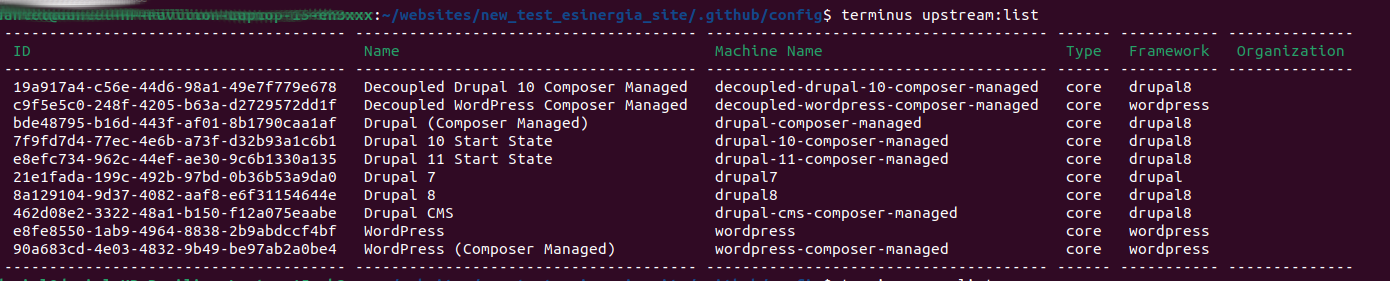 :~/websites/new_test_esinergia_site/.github/config$ terminus upstream:list
ID Name Machine Name Type Framework Organization
19a917a4-c56e-44d6-98a1-49e7f779e678 Decoupled Drupal 10 Composer Managed decoupled-drupal-10-composer-managed core drupal8
c9f5e5c0-248f-4205-b63a-d2729572dd1f Decoupled WordPress Composer Managed decoupled-wordpress-composer-managed core wordpress
bde48795-b16d-443f-af01-8b1790caa1af Drupal (Composer Managed) drupal-composer-managed core drupal8
7f9fd7d4-77ec-4e6b-a73f-d32b93a1c6b1 Drupal 10 Start State drupal-10-composer-managed core drupal8
e8efc734-962c-44ef-ae30-9c6b1330a135 Drupal 11 Start State drupal-11-composer-managed core drupal8
21e1fada-199c-492b-97bd-0b36b53a9da0 Drupal 7 drupal7 core drupal
8a129104-9d37-4082-aaf8-e6f31154644e Drupal 8 drupal8 core drupal8
462d08e2-3322-48a1-b150-f12a075eaabe Drupal CMS drupal-cms-composer-managed core drupal8
e8fe8550-1ab9-4964-8838-2b9abdccf4bf WordPress wordpress core wordpress
90a683cd-4e03-4832-9b49-be97ab2a0be4 WordPress (Composer Managed) wordpress-composer-managed core wordpress